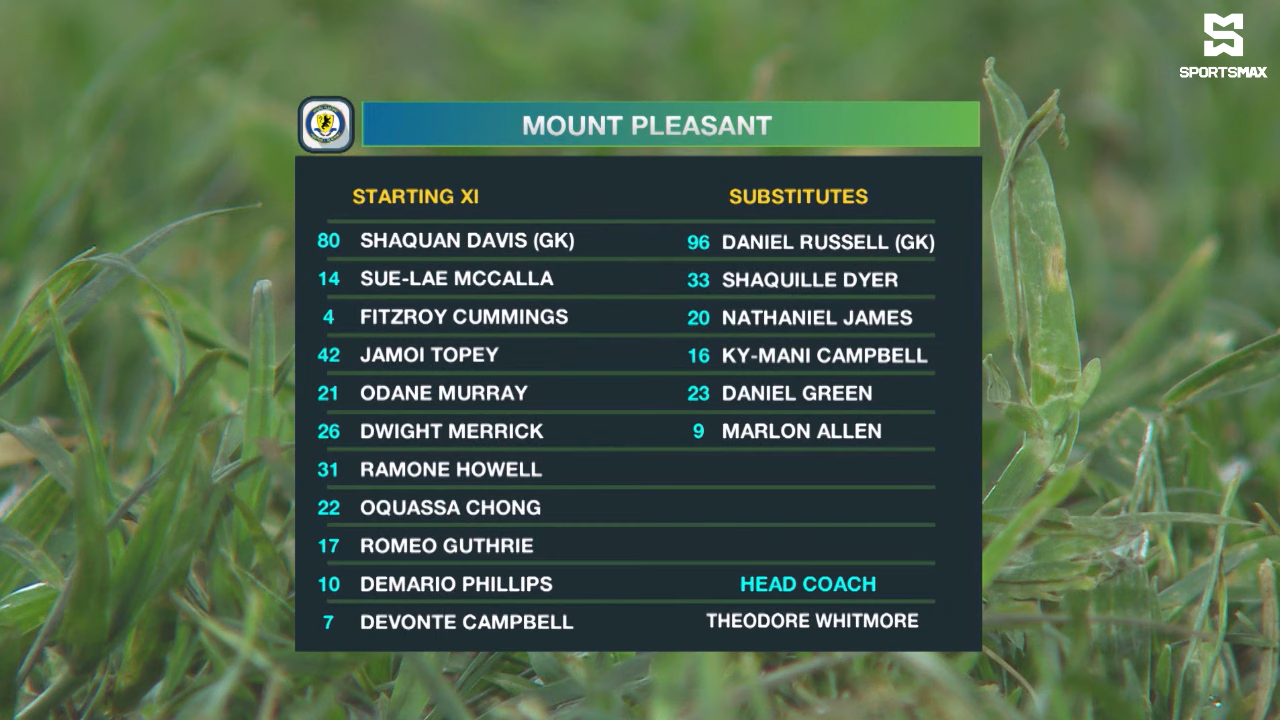 SPORTSMAX
MOUNT PLEASANT
STARTING XI
80 SHAQUAN DAVIS (GK)
14 SUE-LAE MCCALLA
4 FITZROY CUMMINGS
42 JAMOI TOPEY
21 ODANE MURRAY
26 DWIGHT MERRICK
31 RAMONE HOWELL
22 OQUASSA CHONG
17 ROMEO GUTHRIE
10 DEMARIO PHILLIPS
7 DEVONTE CAMPBELL
SUBSTITUTES
96 DANIEL RUSSELL (GK)
33 SHAQUILLE DYER
20 NATHANIEL JAMES
16 KY-MANI CAMPBELL
23 DANIEL GREEN
9 MARLON ALLEN
HEAD COACH
THEODORE WHITMORE